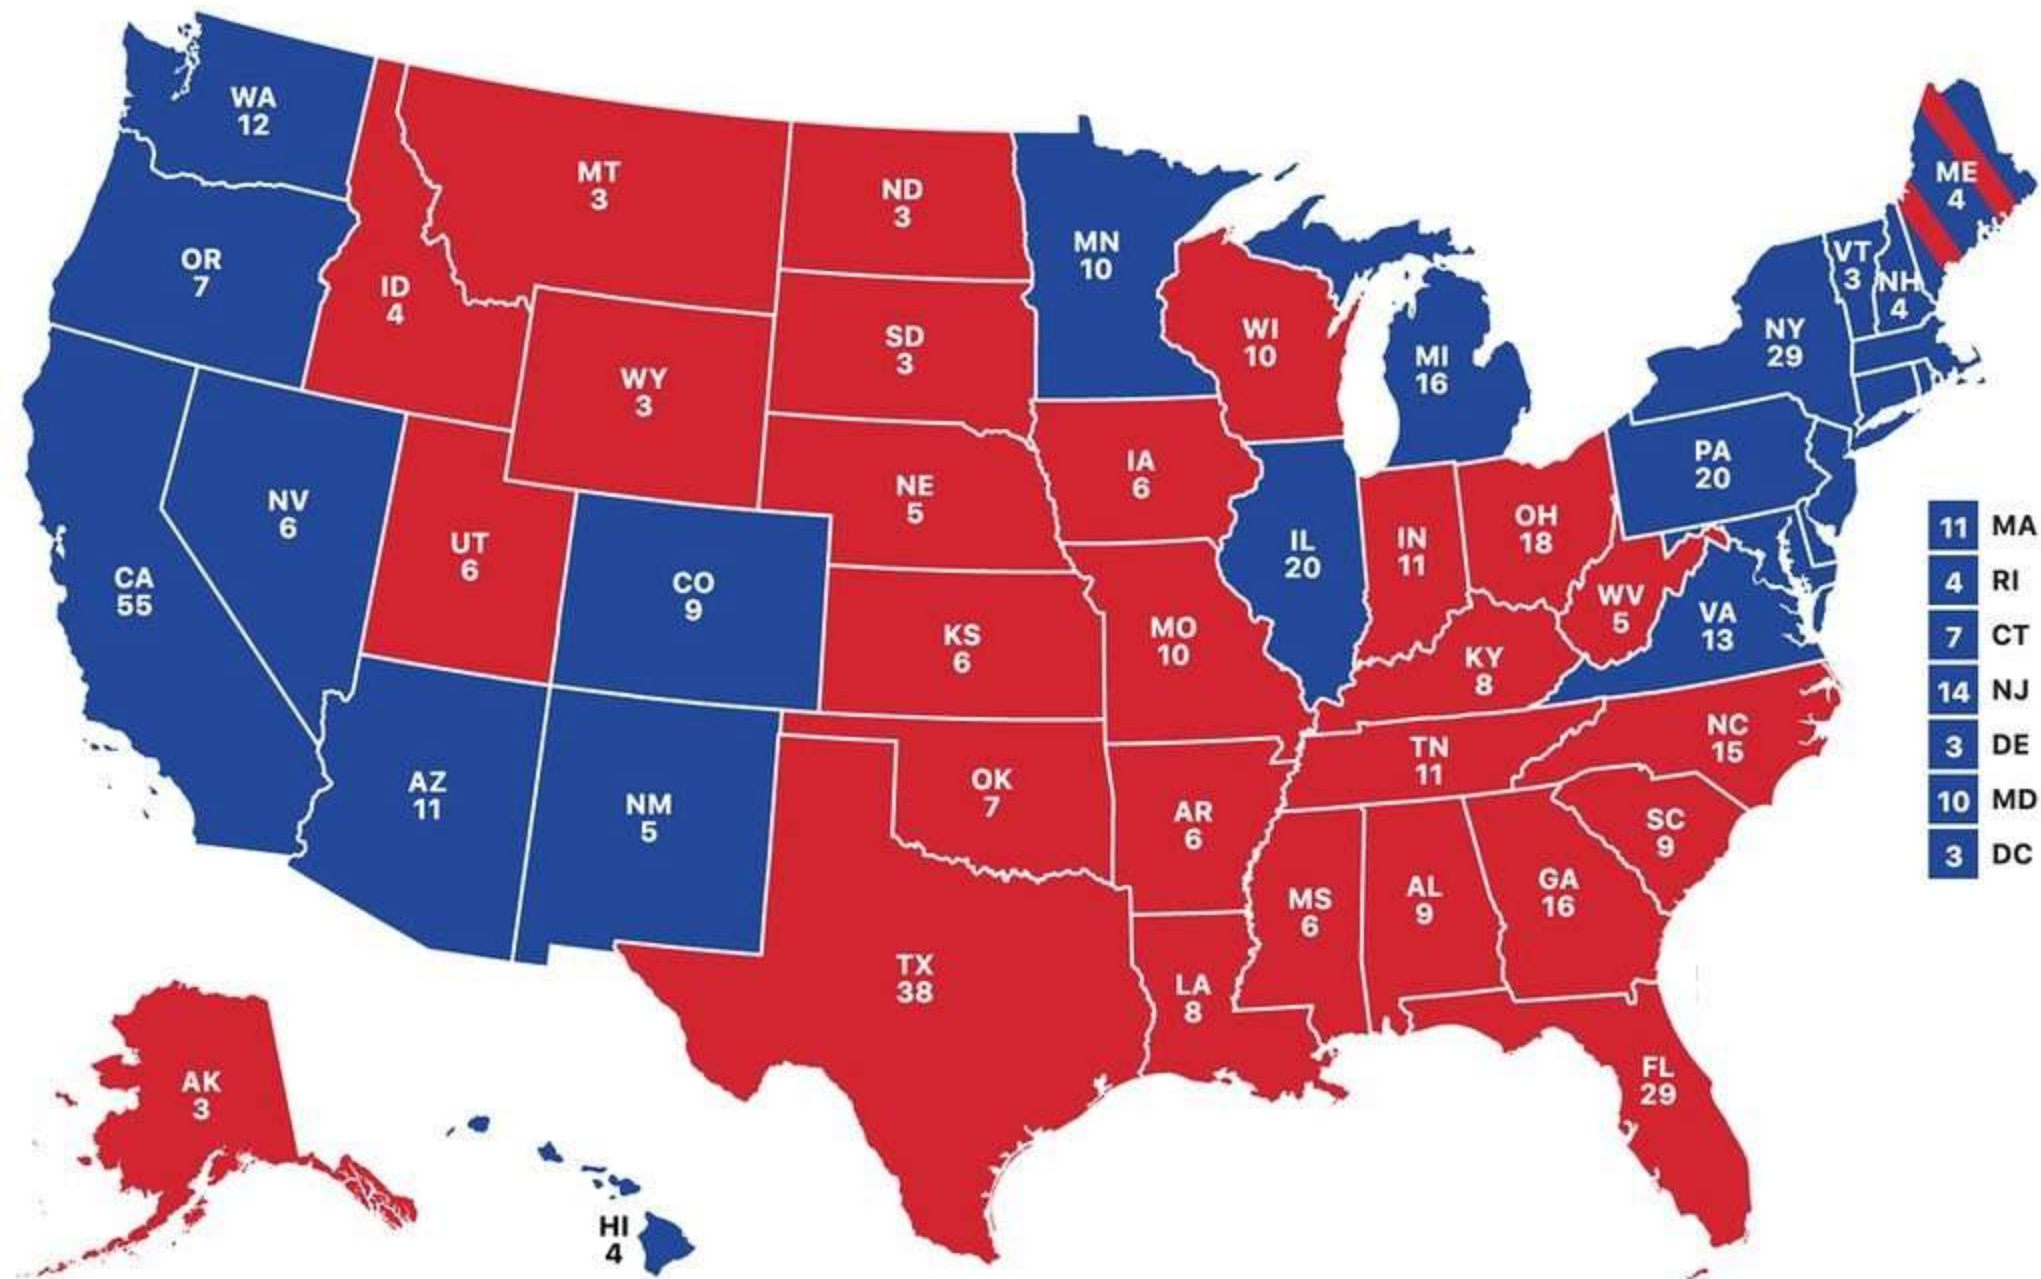 WA
12
OR
7
CA
55
NV
6
ID
4
MT
3
WY
3
UT
6
AZ
11
CO
9
NM
5
ND
3
SD
3
NE
5
KS
6
OK
7
TX
38
MN
10
IA
6
MO
10
AR
6
LA
8
WI
10
IL
20
MI
16
IN
11
OH
18
KY
8
TN
11
MS
6
AL
9
GA
16
FL
29
SC
9
NC
15
VA
13
WV
5
PA
20
NY
29
VT
3
NH
4
ME
4
11 MA
4 RI
7 CT
14 NJ
3 DE
10 MD
3 DC
AK
3
HI
4